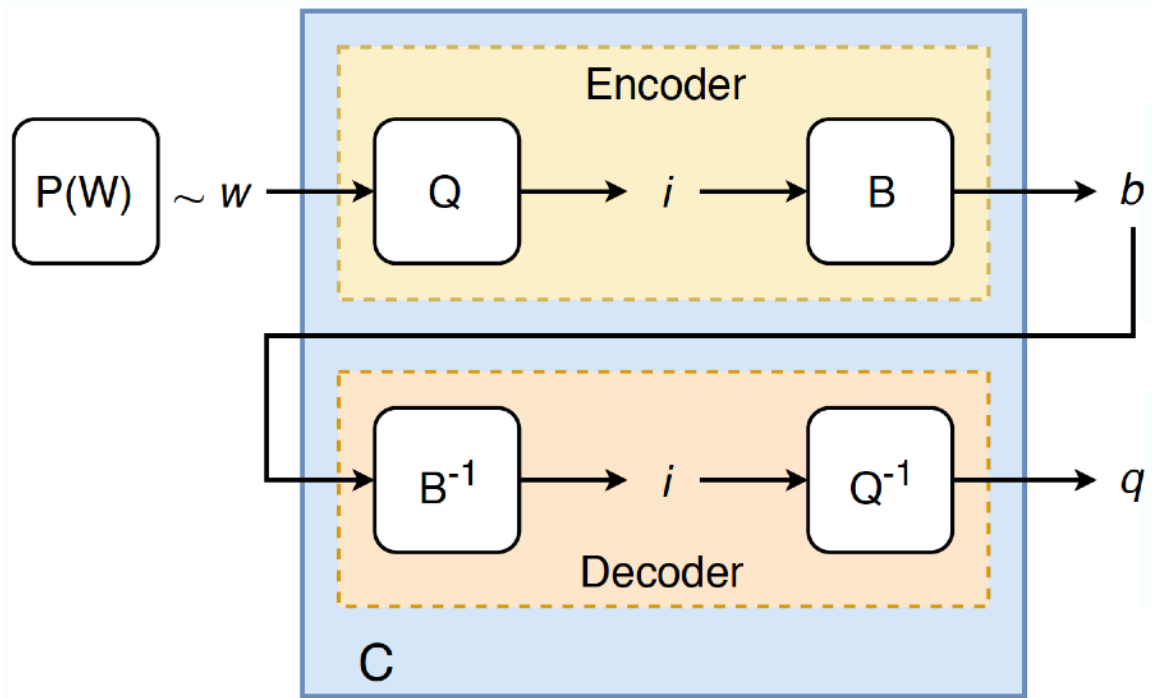 Encoder
P(W) ~ w Q i B b
B⁻¹ i Q⁻¹ q
Decoder
C